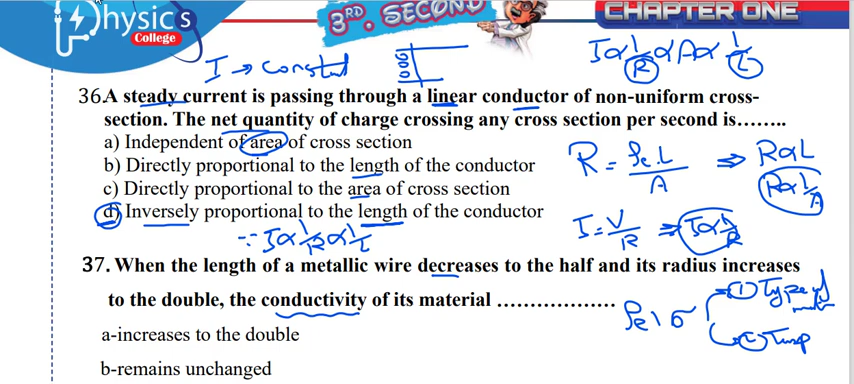 Physics
College
3RD. SECOND
CHAPTER ONE
I → constant
I α 1/R α A α 1/L
36.A steady current is passing through a linear conductor of non-uniform cross-
section. The net quantity of charge crossing any cross section per second is........
a) Independent of area of cross section
b) Directly proportional to the length of the conductor
c) Directly proportional to the area of cross section
d) Inversely proportional to the length of the conductor
R = ρe.L/A ⇒ R α L
R α 1/A
I = V/R ⇒ I α 1/R
∵ I α 1/R α 1/L
37. When the length of a metallic wire decreases to the half and its radius increases
to the double, the conductivity of its material ..................
ρe \ σ
① Type of
② Temp
a-increases to the double
b-remains unchanged